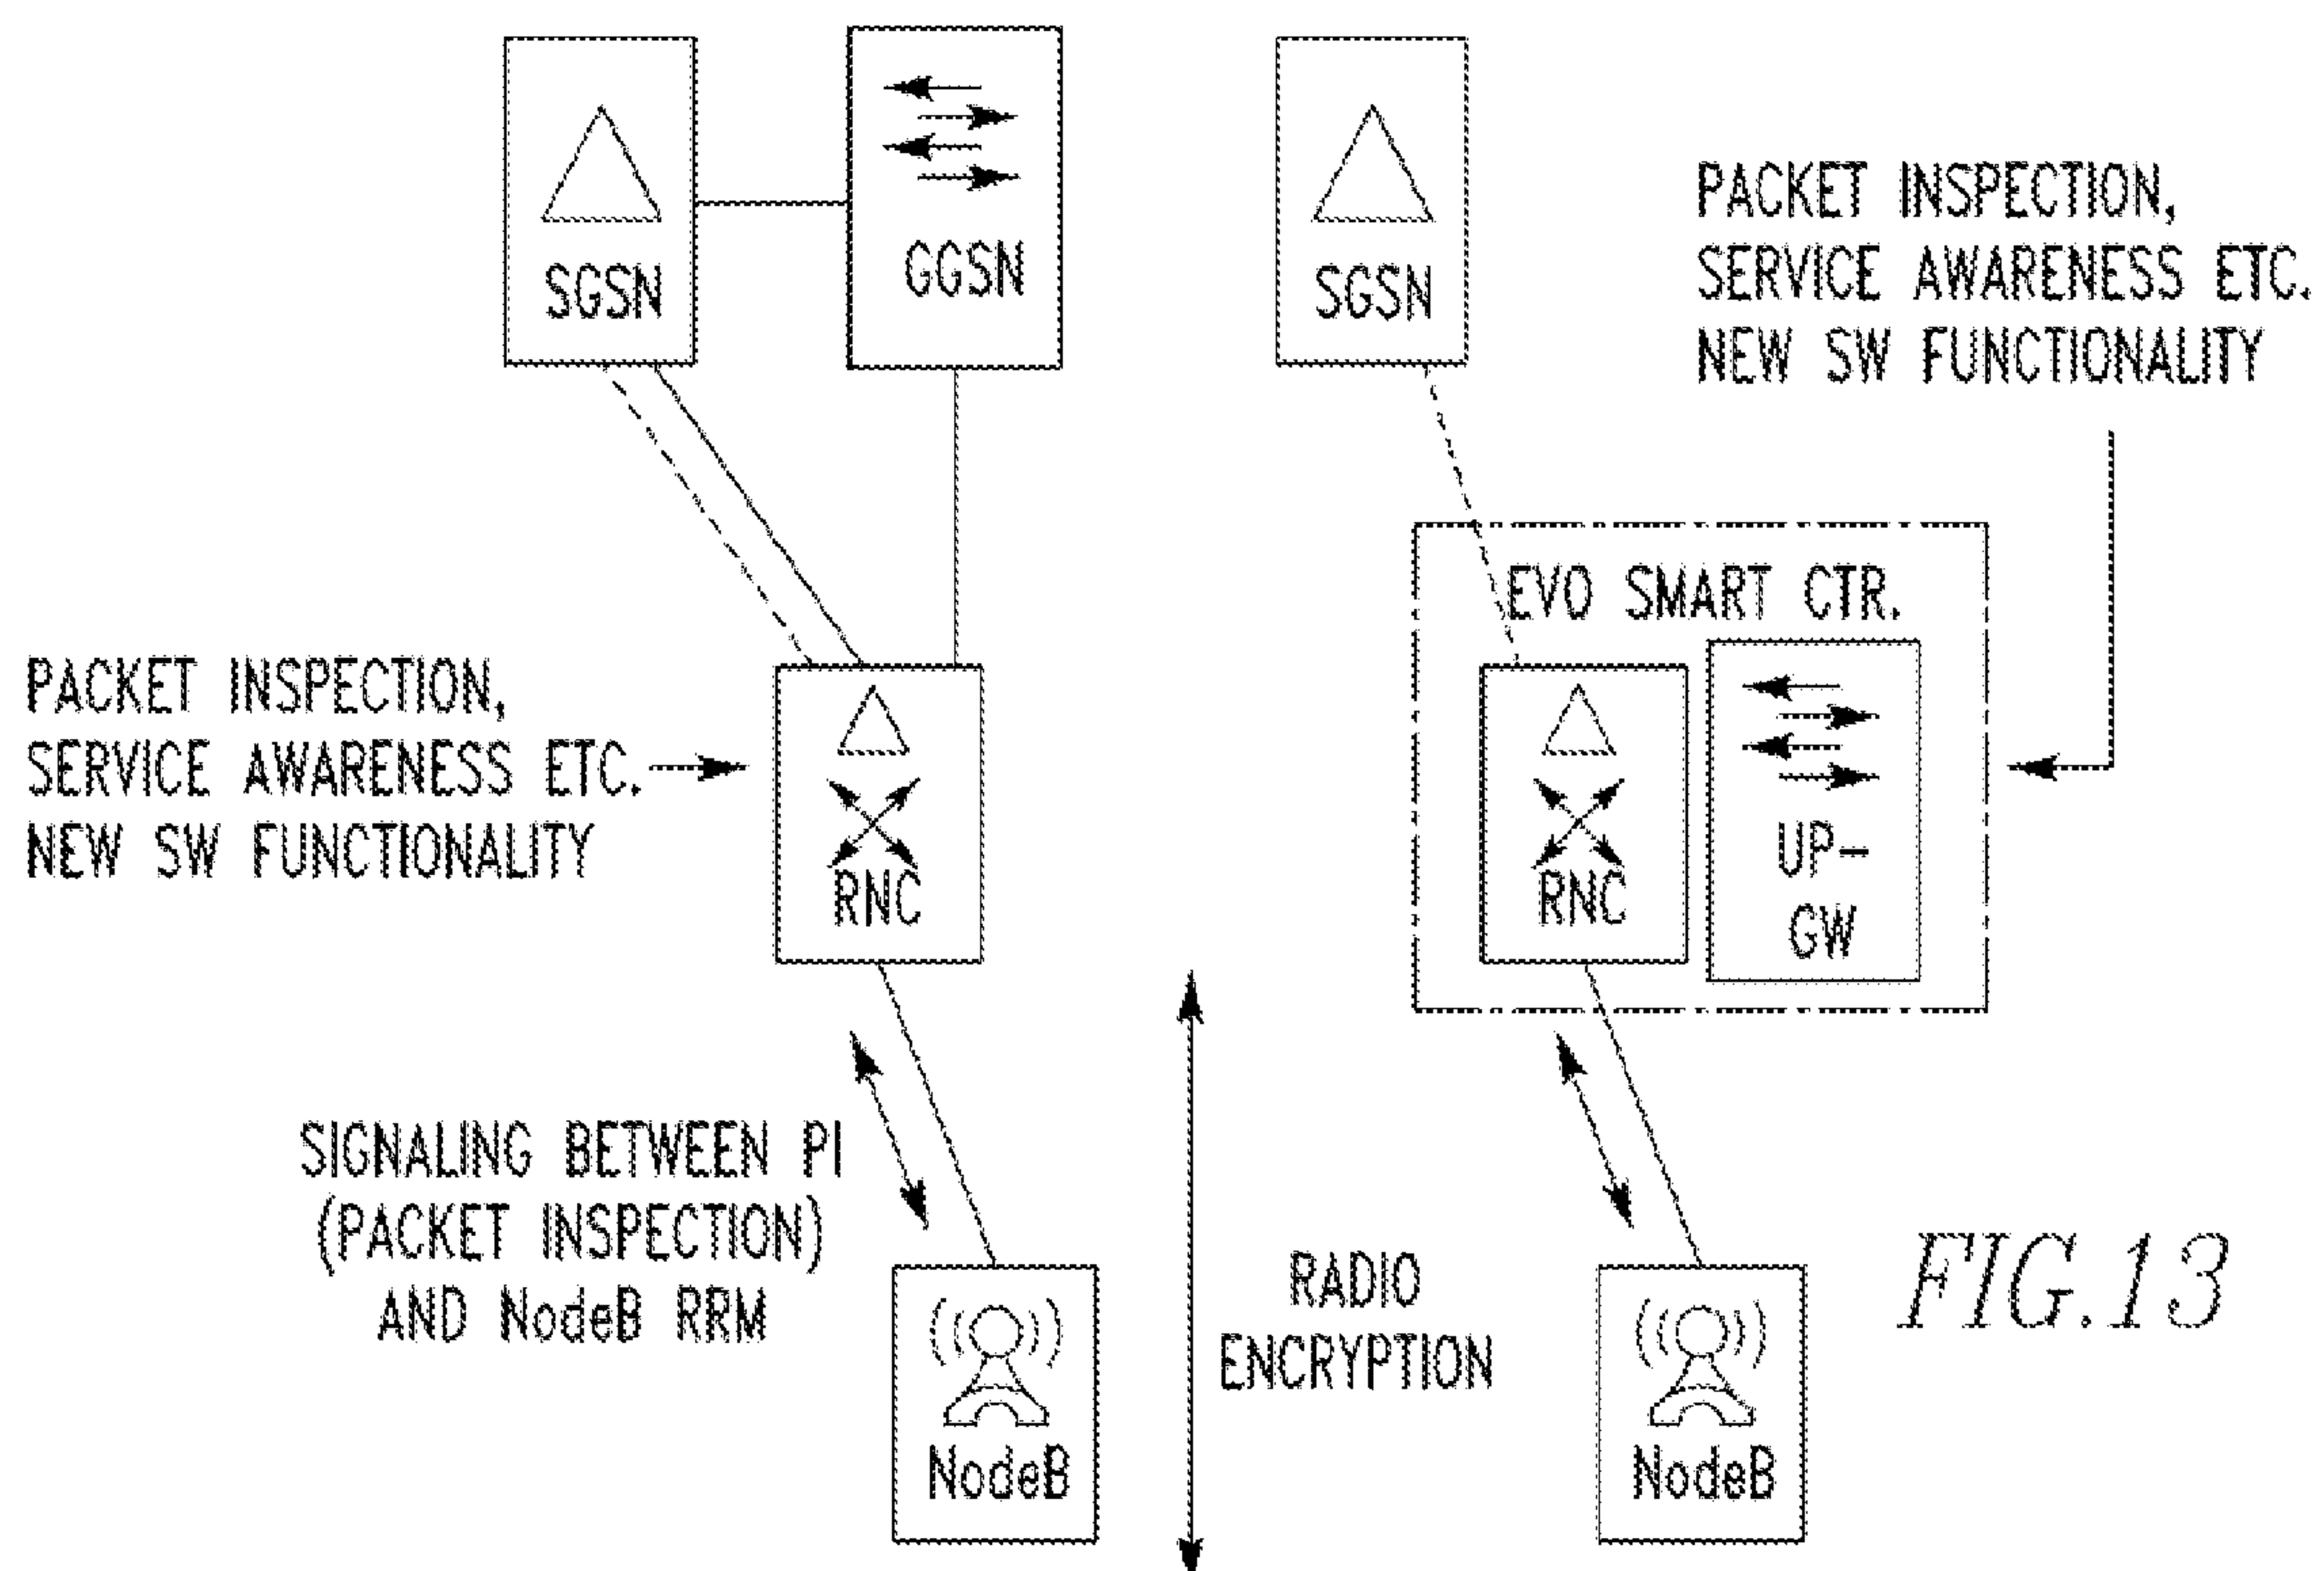 SGSN
GGSN
SGSN
PACKET INSPECTION,
SERVICE AWARENESS ETC.
NEW SW FUNCTIONALITY
EVO SMART CTR.
PACKET INSPECTION,
SERVICE AWARENESS ETC.
NEW SW FUNCTIONALITY
RNC
RNC
UP-
GW
SIGNALING BETWEEN PI
(PACKET INSPECTION)
AND NodeB RRM
RADIO
ENCRYPTION
NodeB
NodeB
FIG.13